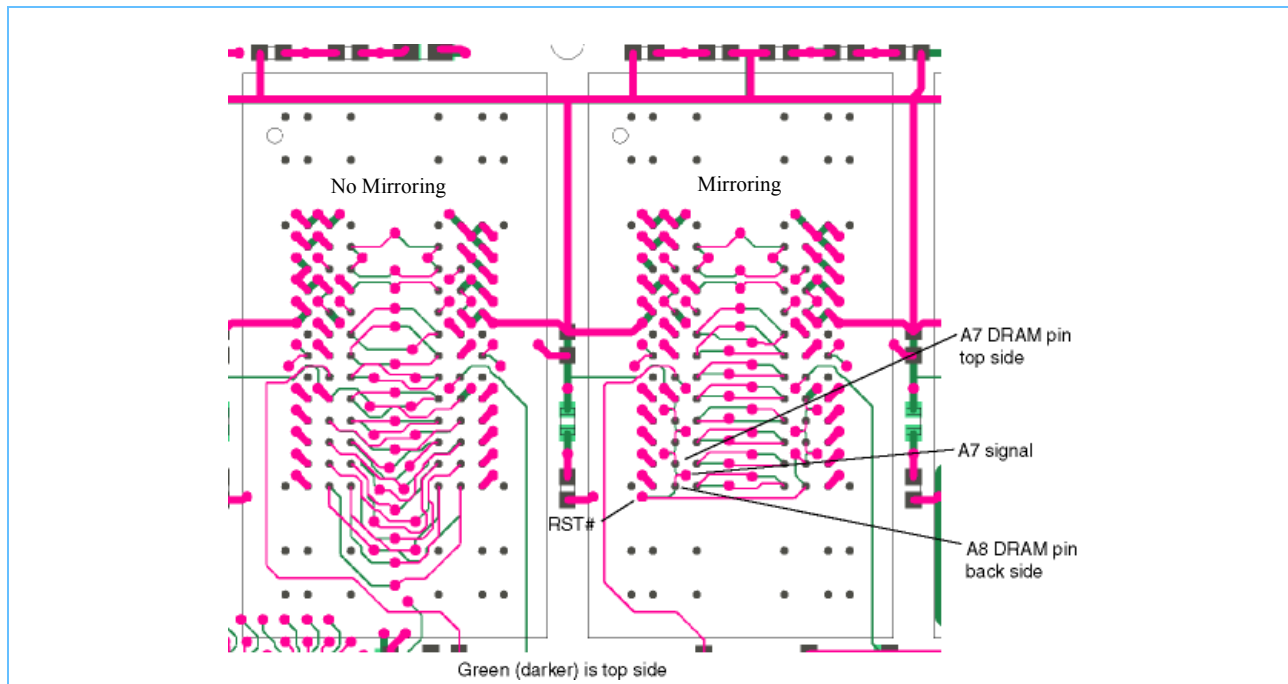 No Mirroring
Mirroring
A7 DRAM pin
top side
A7 signal
RST#
A8 DRAM pin
back side
Green (darker) is top side